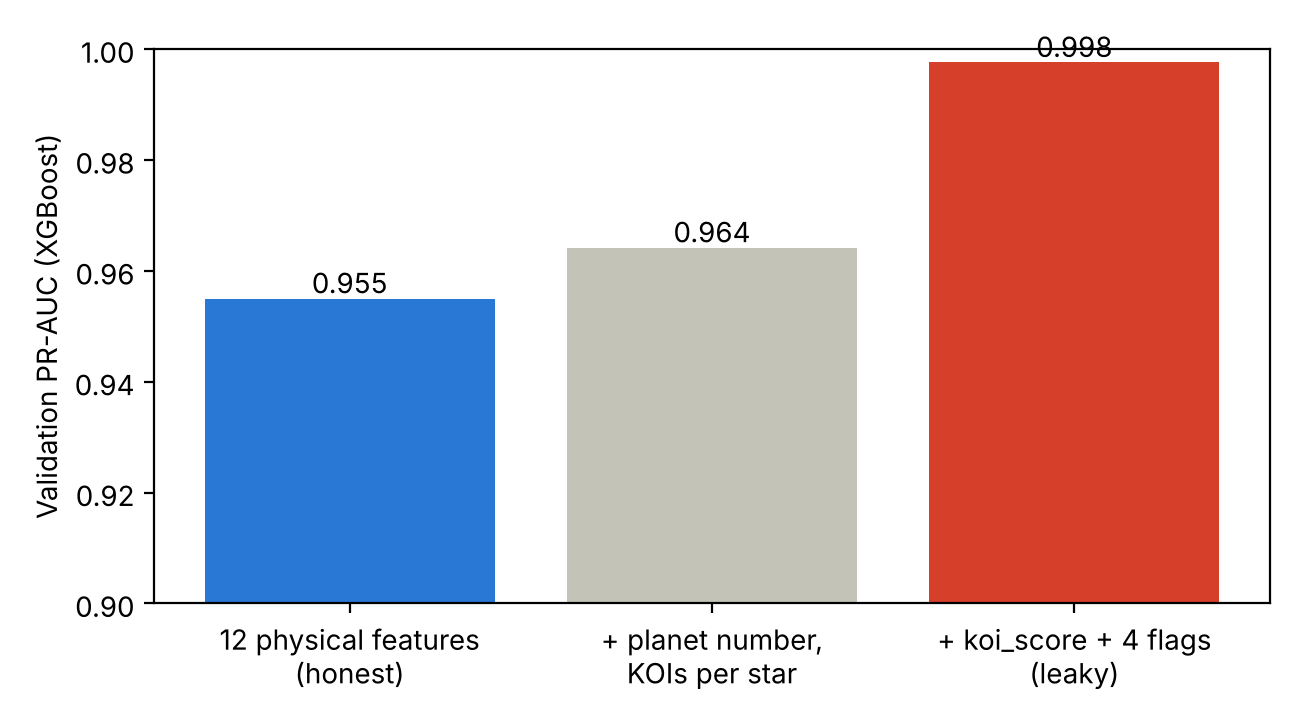 1.00
0.98
0.96
0.94
0.92
0.90
Validation PR-AUC (XGBoost)
0.955
0.964
0.998
12 physical features
(honest)
+ planet number,
KOIs per star
+ koi_score + 4 flags
(leaky)